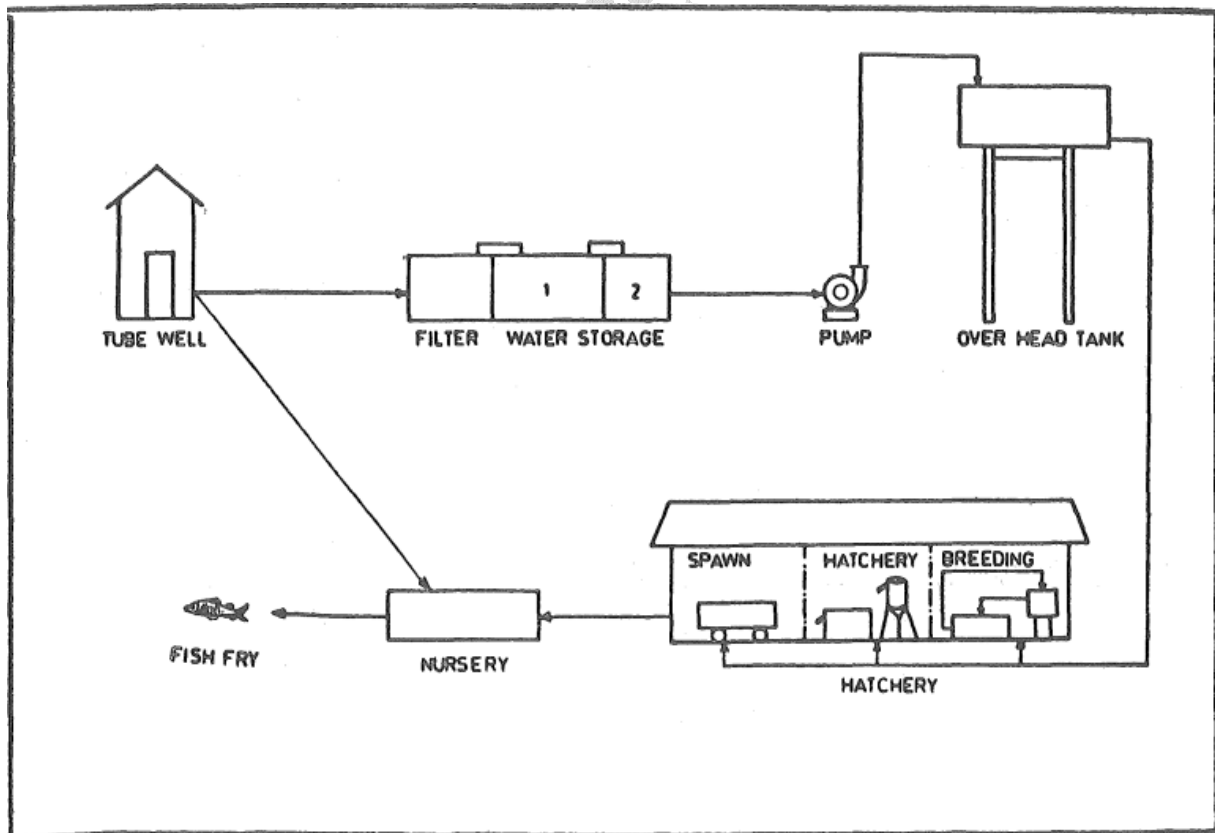 1
2
TUBE WELL
FILTER
WATER STORAGE
PUMP
OVER HEAD TANK
SPAWN
HATCHERY
BREEDING
FISH FRY
NURSERY
HATCHERY